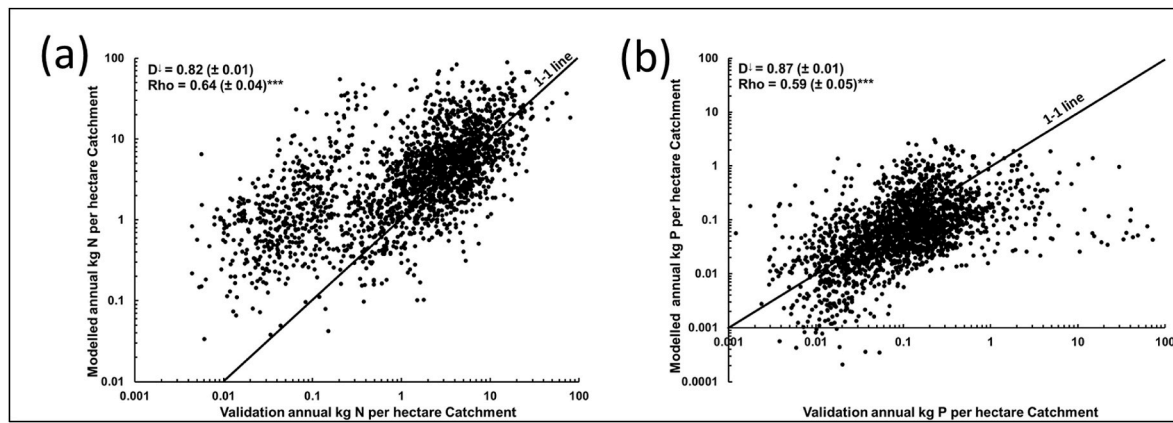 (a)
D↓ = 0.82 (± 0.01)
Rho = 0.64 (± 0.04)***
1-1 line
Modelled annual kg N per hectare Catchment
100
10
1
0.1
0.01
0.001
0.01
0.1
1
10
100
Validation annual kg N per hectare Catchment
(b)
D↓ = 0.87 (± 0.01)
Rho = 0.59 (± 0.05)***
1-1 line
Modelled annual kg P per hectare Catchment
100
10
1
0.1
0.01
0.001
0.0001
0.001
0.01
0.1
1
10
100
Validation annual kg P per hectare Catchment